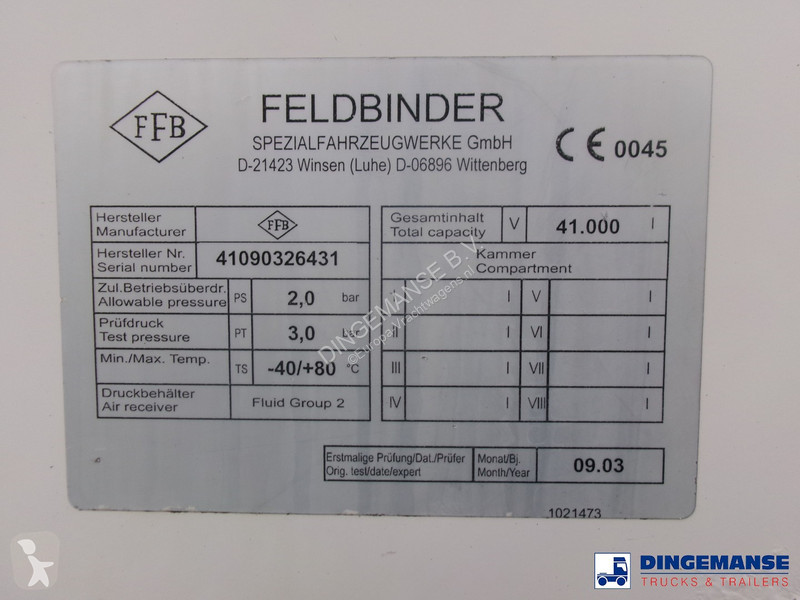 FFB
FELDBINDER
SPEZIALFAHRZEUGWERKE GmbH
D-21423 Winsen (Luhe) D-06896 Wittenberg
CE 0045
Hersteller
Manufacturer
FFB
Hersteller Nr.
Serial number
41090326431
Zul.Betriebsüberdr.
Allowable pressure
PS
2,0
bar
Prüfdruck
Test pressure
PT
3,0
bar
Min./Max. Temp.
TS
-40/+80
°C
Druckbehälter
Air receiver
Fluid Group 2
Gesamtinhalt
Total capacity
V
41.000
l
Kammer
Compartment
I
l
V
l
II
l
VI
l
III
l
VII
l
IV
l
VIII
l
Erstmalige Prüfung/Dat./Prüfer
Orig. test/date/expert
Monat/Bj.
Month/Year
09.03
1021473
DINGEMANSE B.V.
©Europa.Vrachtwagens.nl
DINGEMANSE
TRUCKS & TRAILERS